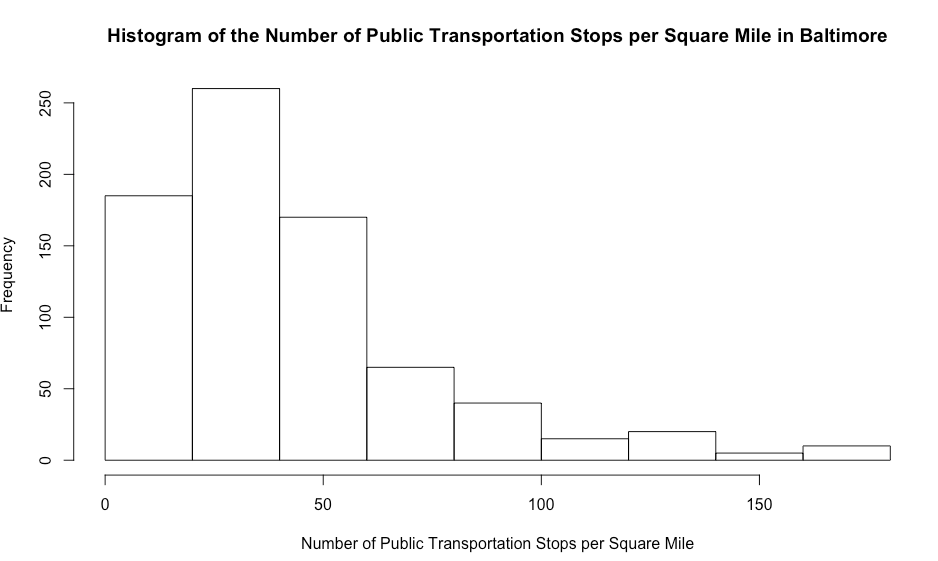 Histogram of the Number of Public Transportation Stops per Square Mile in Baltimore
Frequency
250
200
150
100
50
0
0 50 100 150
Number of Public Transportation Stops per Square Mile